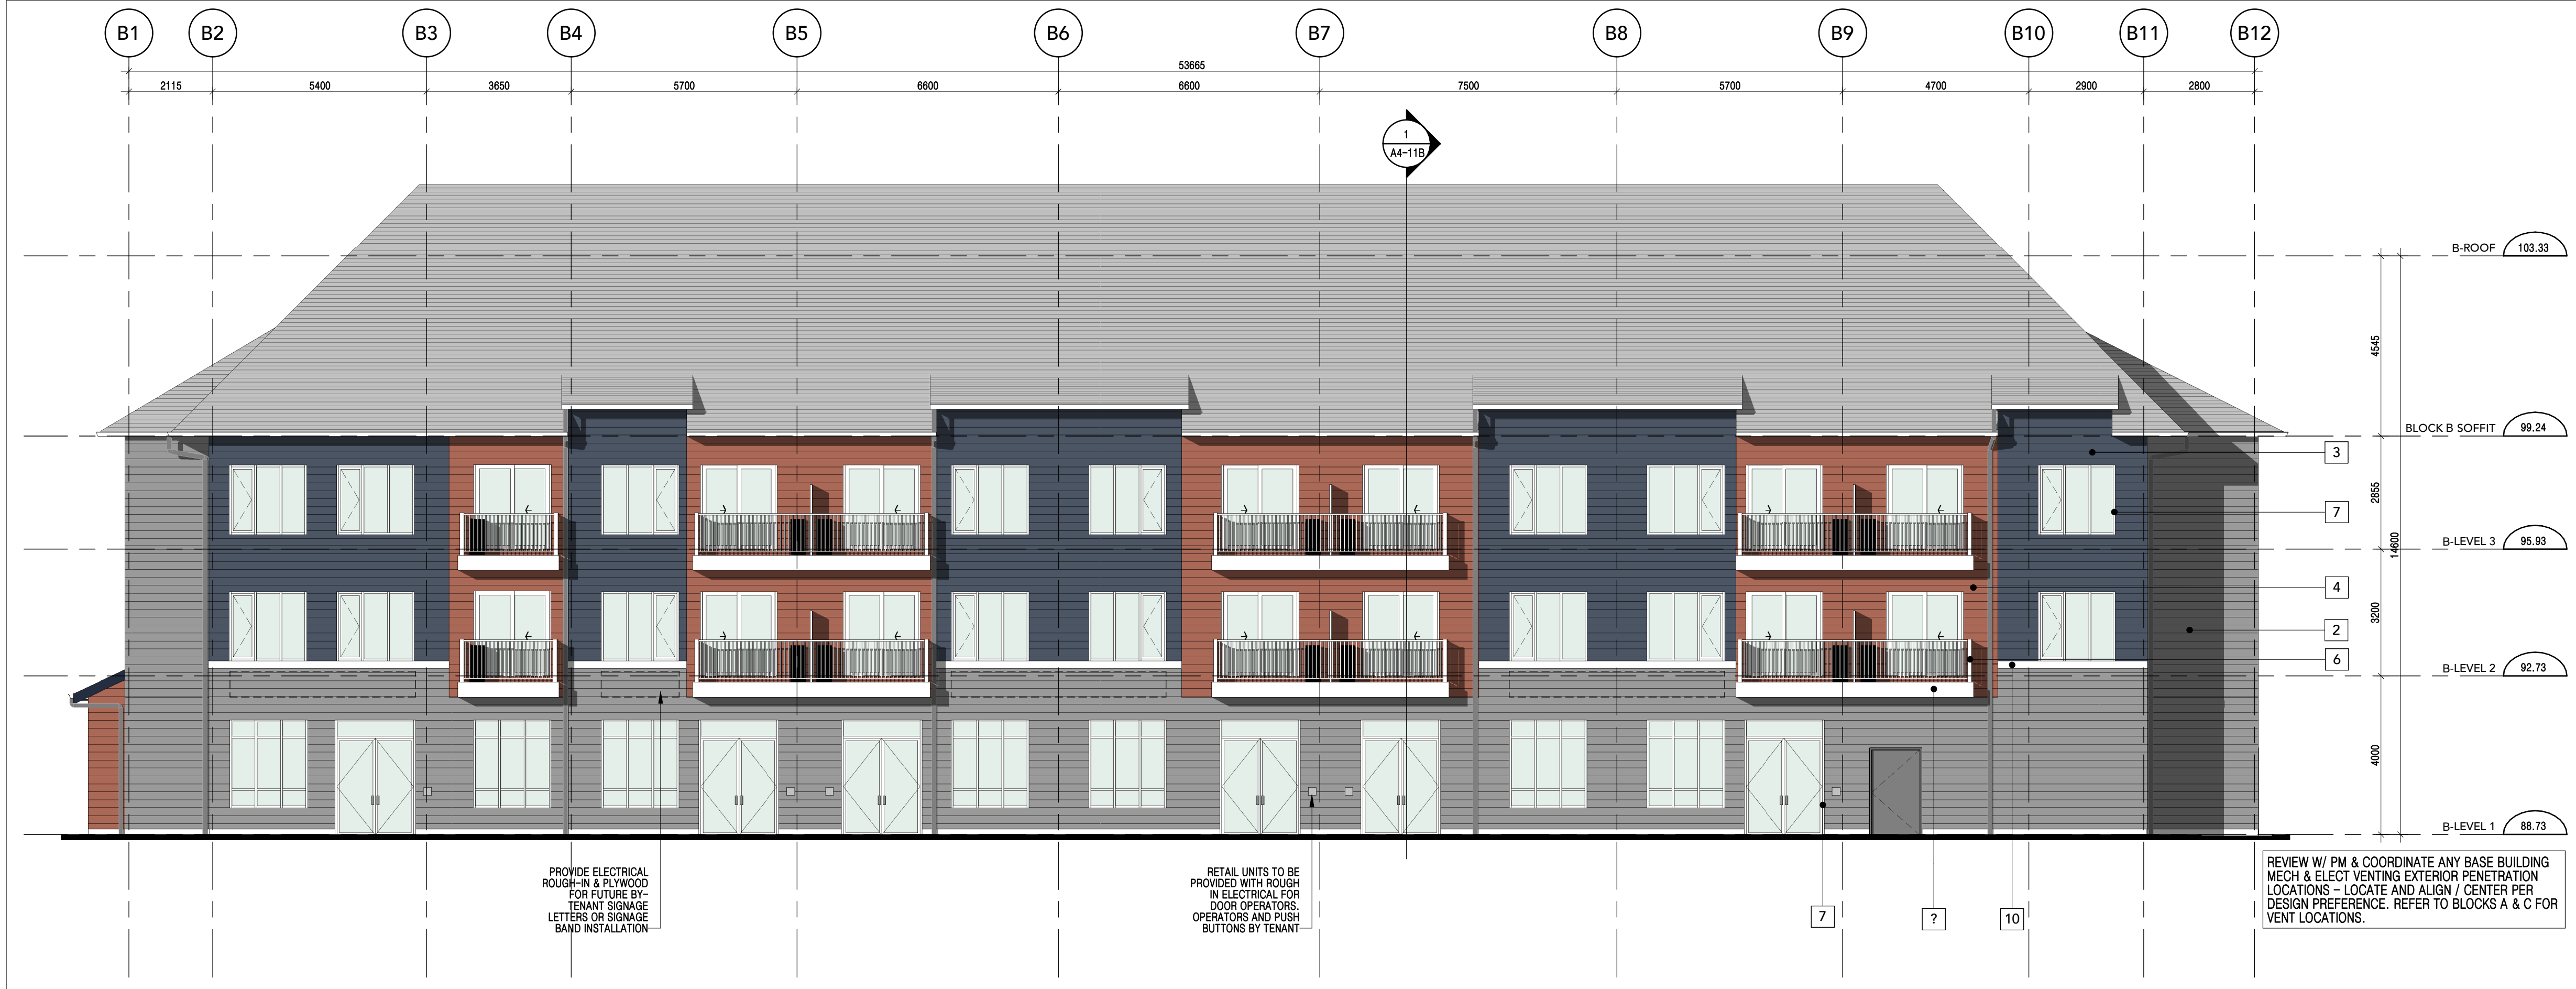 B1
B2
B3
B4
B5
B6
B7
B8
B9
B10
B11
B12
53665
2115
5400
3650
5700
6600
6600
7500
5700
4700
2900
2800
1
A4-11B
B-ROOF 103.33
4545
BLOCK B SOFFIT 99.24
3
2855
7
B-LEVEL 3 95.93
14600
4
3200
2
6
B-LEVEL 2 92.73
4000
B-LEVEL 1 88.73
PROVIDE ELECTRICAL
ROUGH-IN & PLYWOOD
FOR FUTURE BY-
TENANT SIGNAGE
LETTERS OR SIGNAGE
BAND INSTALLATION
RETAIL UNITS TO BE
PROVIDED WITH ROUGH
IN ELECTRICAL FOR
DOOR OPERATORS.
OPERATORS AND PUSH
BUTTONS BY TENANT
7
?
10
REVIEW W/ PM & COORDINATE ANY BASE BUILDING
MECH & ELECT VENTING EXTERIOR PENETRATION
LOCATIONS - LOCATE AND ALIGN / CENTER PER
DESIGN PREFERENCE. REFER TO BLOCKS A & C FOR
VENT LOCATIONS.